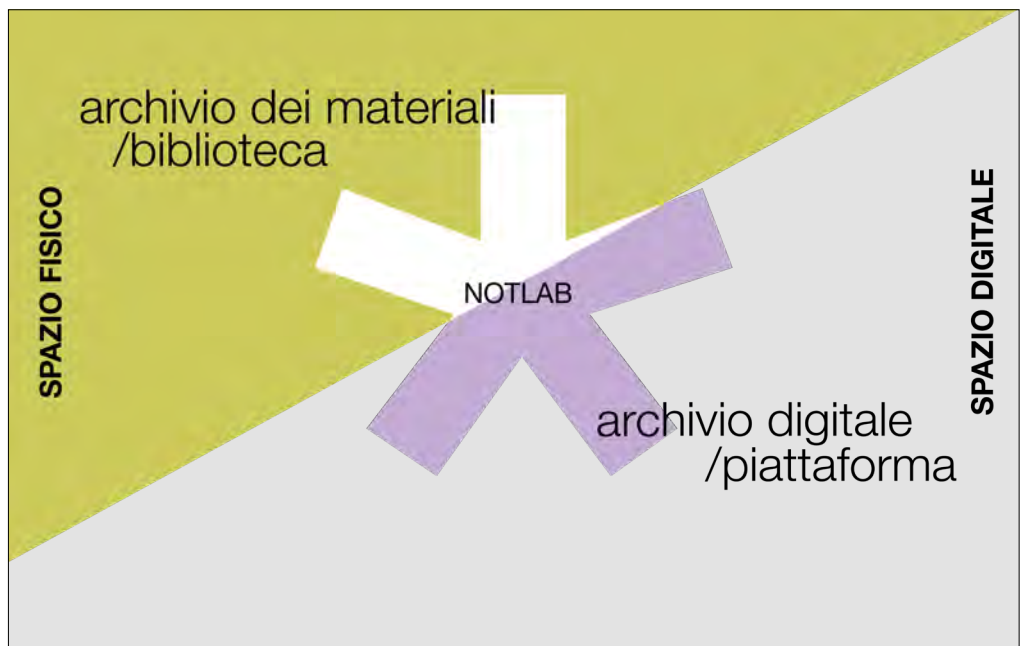 archivio dei materiali
/biblioteca
SPAZIO FISICO
NOTLAB
SPAZIO DIGITALE
archivio digitale
/piattaforma